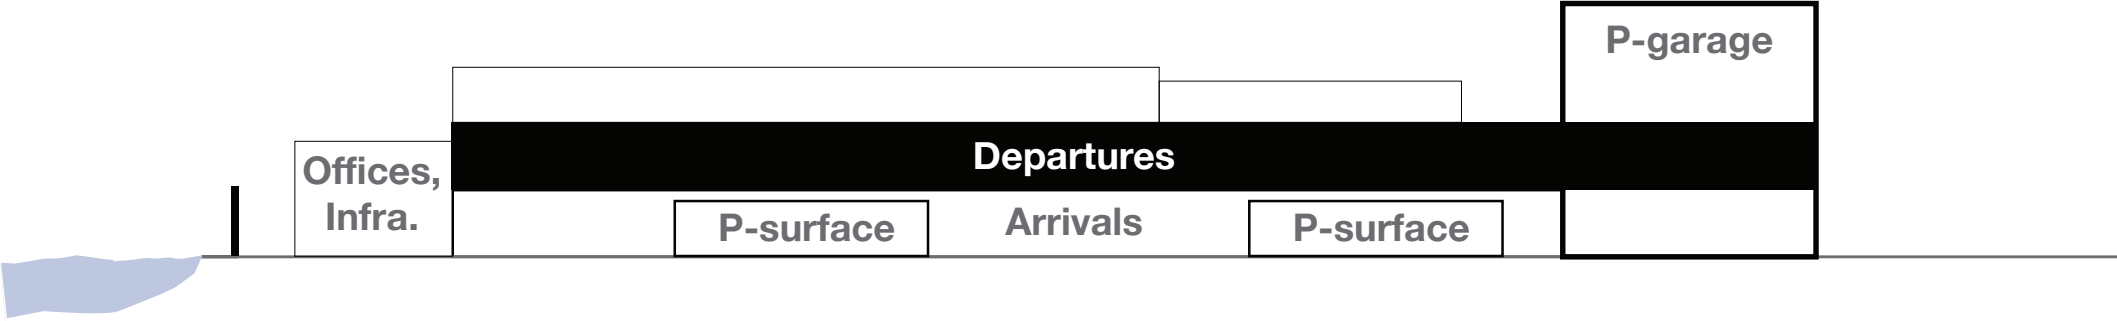 P-garage
Departures
Offices,
Infra.
P-surface
Arrivals
P-surface